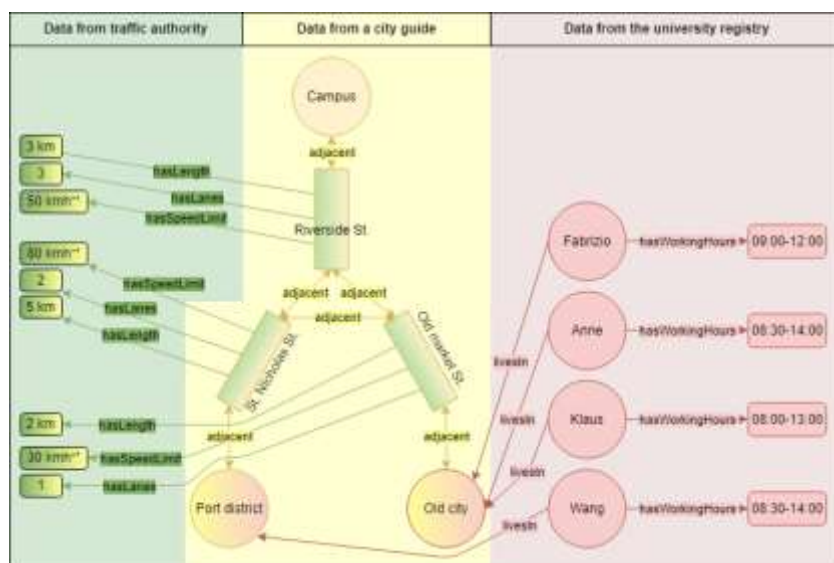 Data from traffic authority
Data from a city guide
Data from the university registry
Campus
adjacent
3 km
hasLength
3
hasLanes
50 kmh⁻¹
hasSpeedLimit
Riverside St.
Fabrizio
hasWorkingHours
09:00-12:00
60 kmh⁻¹
hasSpeedLimit
2
hasLanes
5 km
hasLength
adjacent
adjacent
adjacent
St. Nicholas St.
Old market St.
Anne
hasWorkingHours
08:30-14:00
livesIn
livesIn
Klaus
hasWorkingHours
08:00-13:00
2 km
hasLength
adjacent
adjacent
30 kmh⁻¹
hasSpeedLimit
livesIn
1
hasLanes
Port district
Old city
livesIn
Wang
hasWorkingHours
08:30-14:00